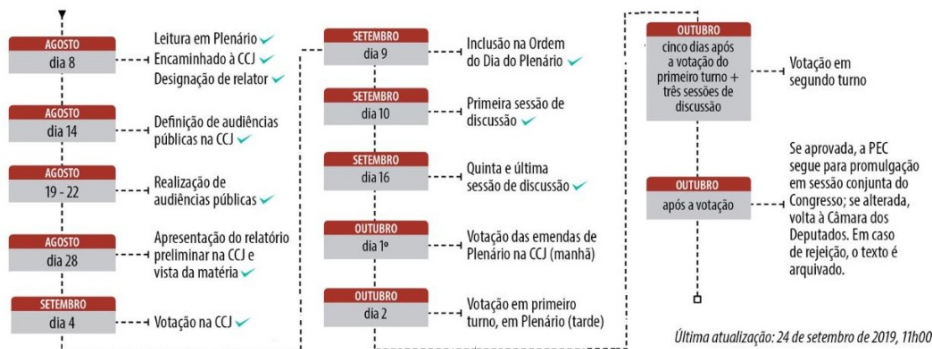 AGOSTO
dia 8
Leitura em Plenário ✓
Encaminhado à CCJ ✓
Designação de relator ✓
AGOSTO
dia 14
Definição de audiências
públicas na CCJ ✓
AGOSTO
19 - 22
Realização de
audiências públicas ✓
AGOSTO
dia 28
Apresentação do relatório
preliminar na CCJ e
vista da matéria ✓
SETEMBRO
dia 4
Votação na CCJ ✓
SETEMBRO
dia 9
Inclusão na Ordem
do Dia do Plenário ✓
SETEMBRO
dia 10
Primeira sessão de
discussão ✓
SETEMBRO
dia 16
Quinta e última
sessão de discussão ✓
OUTUBRO
dia 1º
Votação das emendas de
Plenário na CCJ (manhã)
OUTUBRO
dia 2
Votação em primeiro
turno, em Plenário (tarde)
OUTUBRO
cinco dias após
a votação do
primeiro turno +
três sessões de
discussão
Votação em
segundo turno
OUTUBRO
após a votação
Se aprovada, a PEC
segue para promulgação
em sessão conjunta do
Congresso; se alterada,
volta à Câmara dos
Deputados. Em caso
de rejeição, o texto é
arquivado.
Última atualização: 24 de setembro de 2019, 11h00